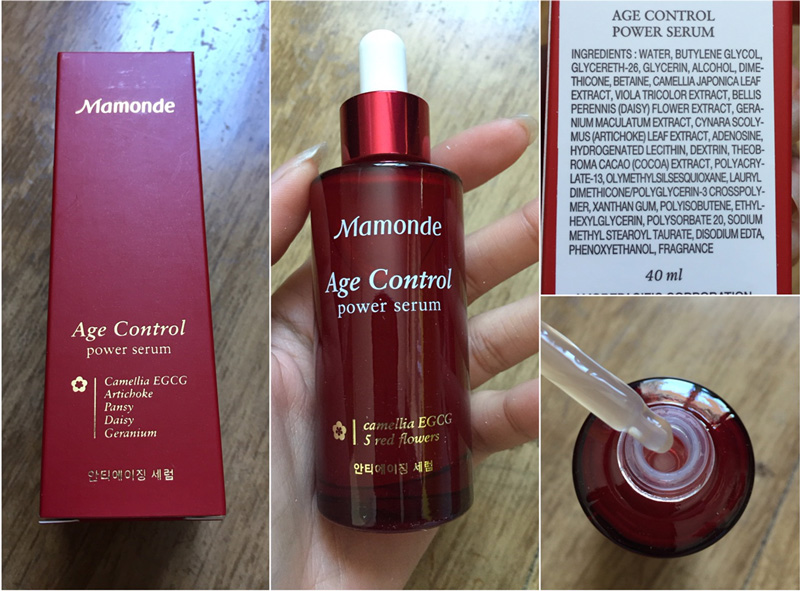 Mamonde
Age Control
power serum
Camellia EGCG
Artichoke
Pansy
Daisy
Geranium
안티에이징 세럼
Mamonde
Age Control
power serum
camellia EGCG
5 red flowers
안티에이징 세럼
AGE CONTROL
POWER SERUM
INGREDIENTS : WATER, BUTYLENE GLYCOL,
GLYCERETH-26, GLYCERIN, ALCOHOL, DIME-
THICONE, BETAINE, CAMELLIA JAPONICA LEAF
EXTRACT, VIOLA TRICOLOR EXTRACT, BELLIS
PERENNIS (DAISY) FLOWER EXTRACT, GERA-
NIUM MACULATUM EXTRACT, CYNARA SCOLY-
MUS (ARTICHOKE) LEAF EXTRACT, ADENOSINE,
HYDROGENATED LECITHIN, DEXTRIN, THEOB-
ROMA CACAO (COCOA) EXTRACT, POLYACRY-
LATE-13, OLYMETHYLSILSESQUIOXANE, LAURYL
DIMETHICONE/POLYGLYCERIN-3 CROSSPOLY-
MER, XANTHAN GUM, POLYISOBUTENE, ETHYL-
HEXYLGLYCERIN, POLYSORBATE 20, SODIUM
METHYL STEAROYL TAURATE, DISODIUM EDTA,
PHENOXYETHANOL, FRAGRANCE
40 ml
AMOREPACIFIC CORPORATION